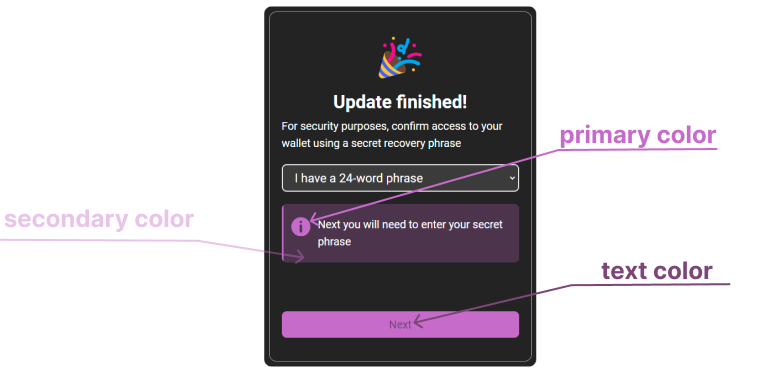 Update finished!
For security purposes, confirm access to your
wallet using a secret recovery phrase
primary color
I have a 24-word phrase
secondary color
Next you will need to enter your secret
phrase
text color
Next